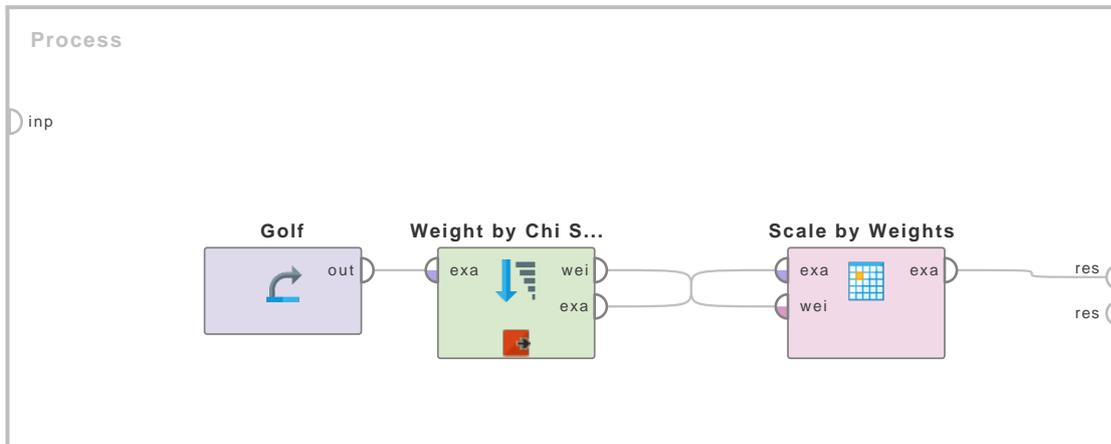 Process
inp
Golf
out
Weight by Chi S...
exa
wei
exa
Scale by Weights
exa
wei
exa
res
res